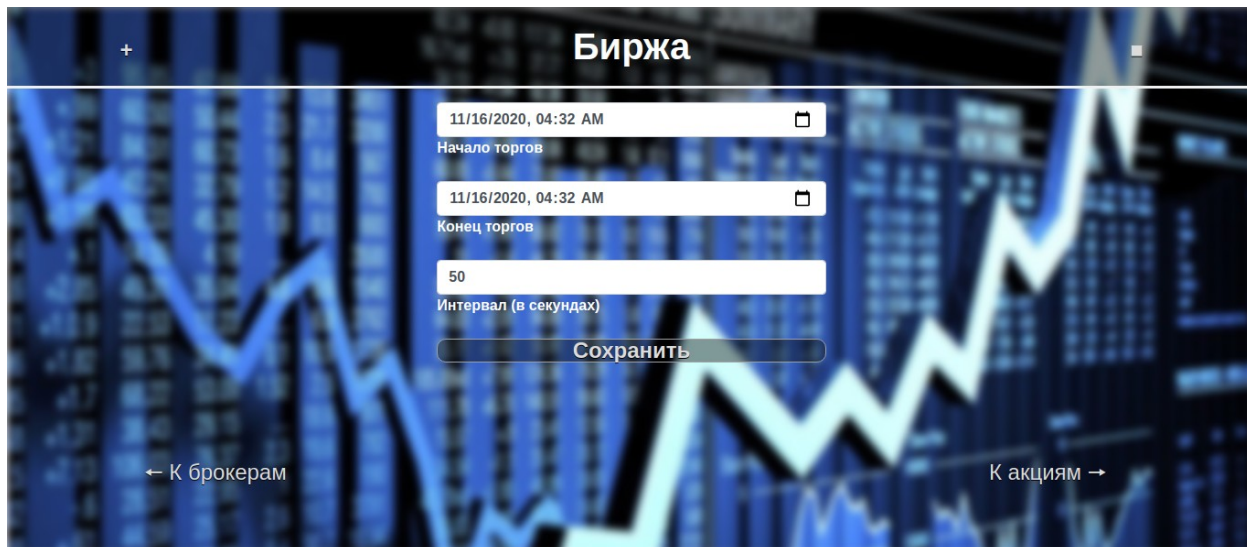 +
Биржа
11/16/2020, 04:32 AM
Начало торгов
11/16/2020, 04:32 AM
Конец торгов
50
Интервал (в секундах)
Сохранить
← К брокерам
К акциям →